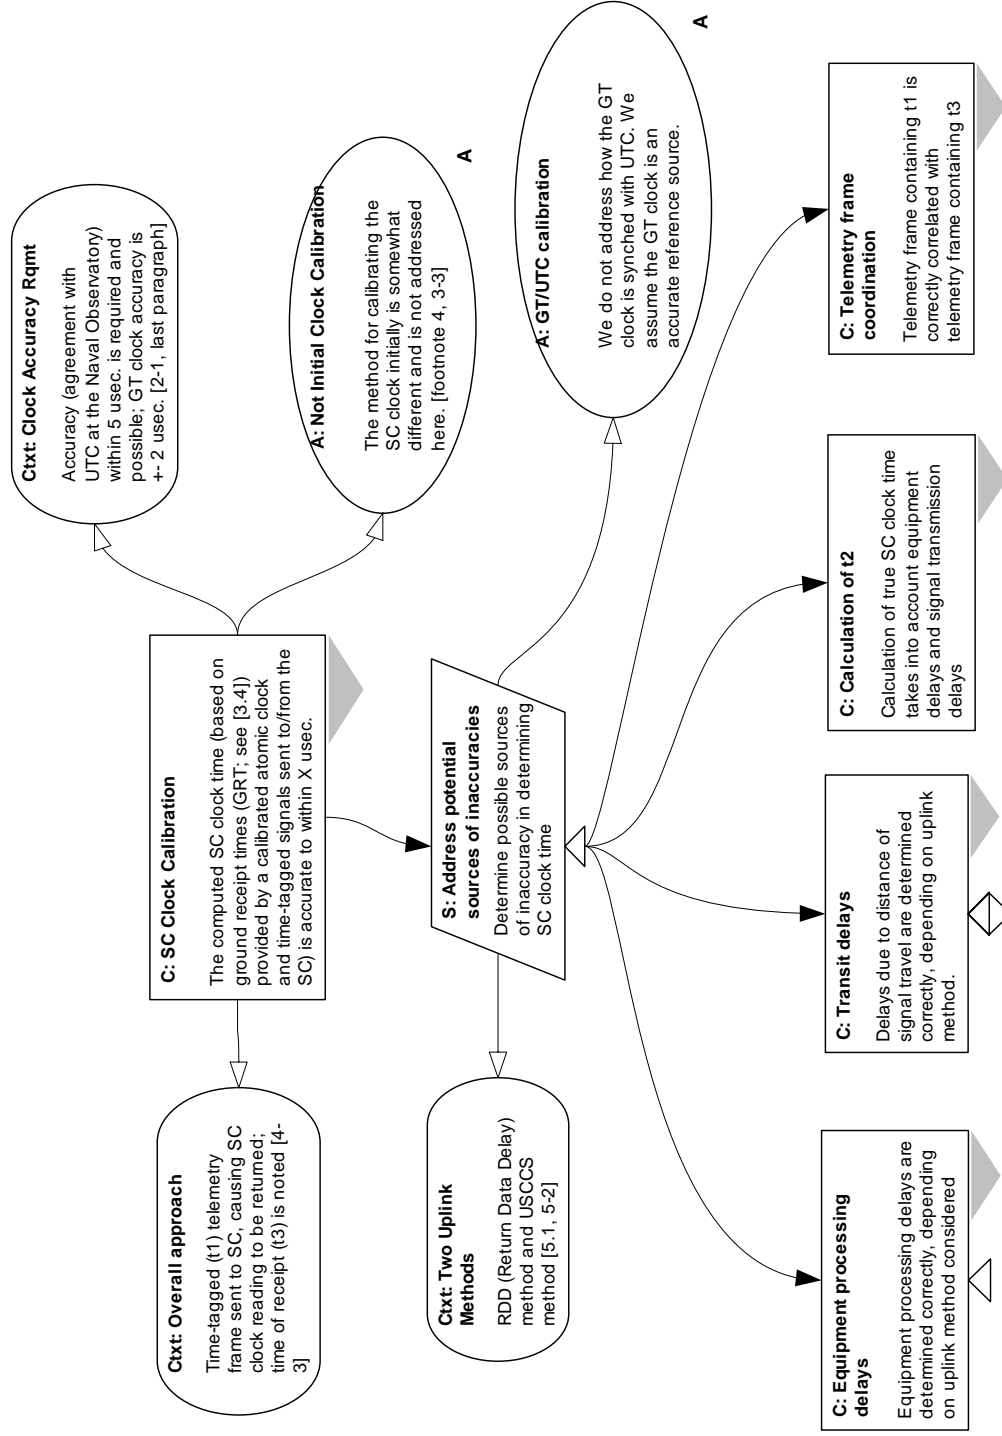 Ctxt: Clock Accuracy Rqmt
Accuracy (agreement with
UTC at the Naval Observatory)
within 5 usec. is required and
possible; GT clock accuracy is
+- 2 usec. [2-1, last paragraph]
A: Not Initial Clock Calibration
The method for calibrating the
SC clock initially is somewhat
different and is not addressed
here. [footnote 4, 3-3]
A
C: SC Clock Calibration
The computed SC clock time (based on
ground receipt times (GRT; see [3.4])
provided by a calibrated atomic clock
and time-tagged signals sent to/from the
SC) is accurate to within X usec.
Ctxt: Overall approach
Time-tagged (t1) telemetry
frame sent to SC, causing SC
clock reading to be returned;
time of receipt (t3) is noted [4-
3]
Ctxt: Two Uplink
Methods
RDD (Return Data Delay)
method and USCCS
method [5.1, 5-2]
S: Address potential
sources of inaccuracies
Determine possible sources
of inaccuracy in determining
SC clock time
A: GT/UTC calibration
We do not address how the GT
clock is synched with UTC. We
assume the GT clock is an
accurate reference source.
A
C: Equipment processing
delays
Equipment processing delays are
determined correctly, depending
on uplink method considered
C: Transit delays
Delays due to distance of
signal travel are determined
correctly, depending on uplink
method.
C: Calculation of t2
Calculation of true SC clock time
takes into account equipment
delays and signal transmission
delays
C: Telemetry frame
coordination
Telemetry frame containing t1 is
correctly correlated with
telemetry frame containing t3